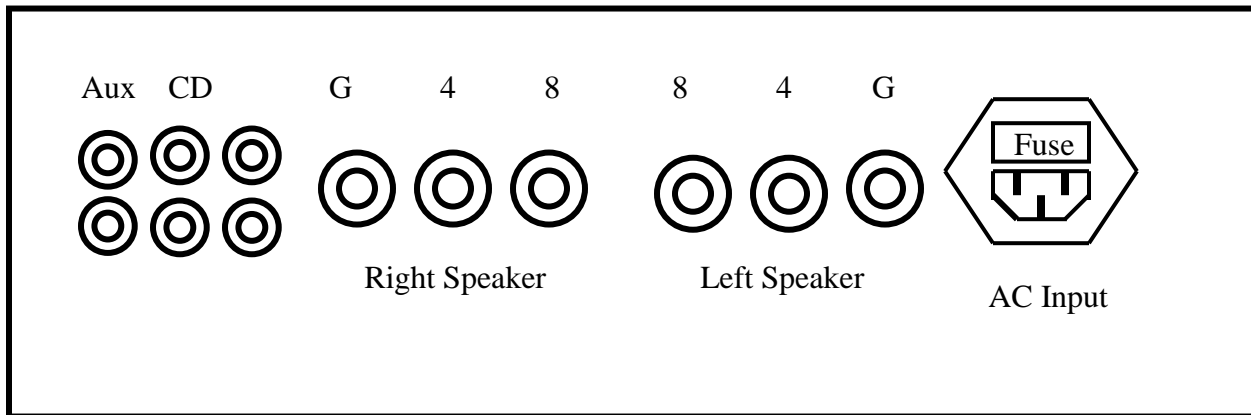 Aux CD G 4 8 8 4 G
Fuse
Right Speaker Left Speaker
AC Input